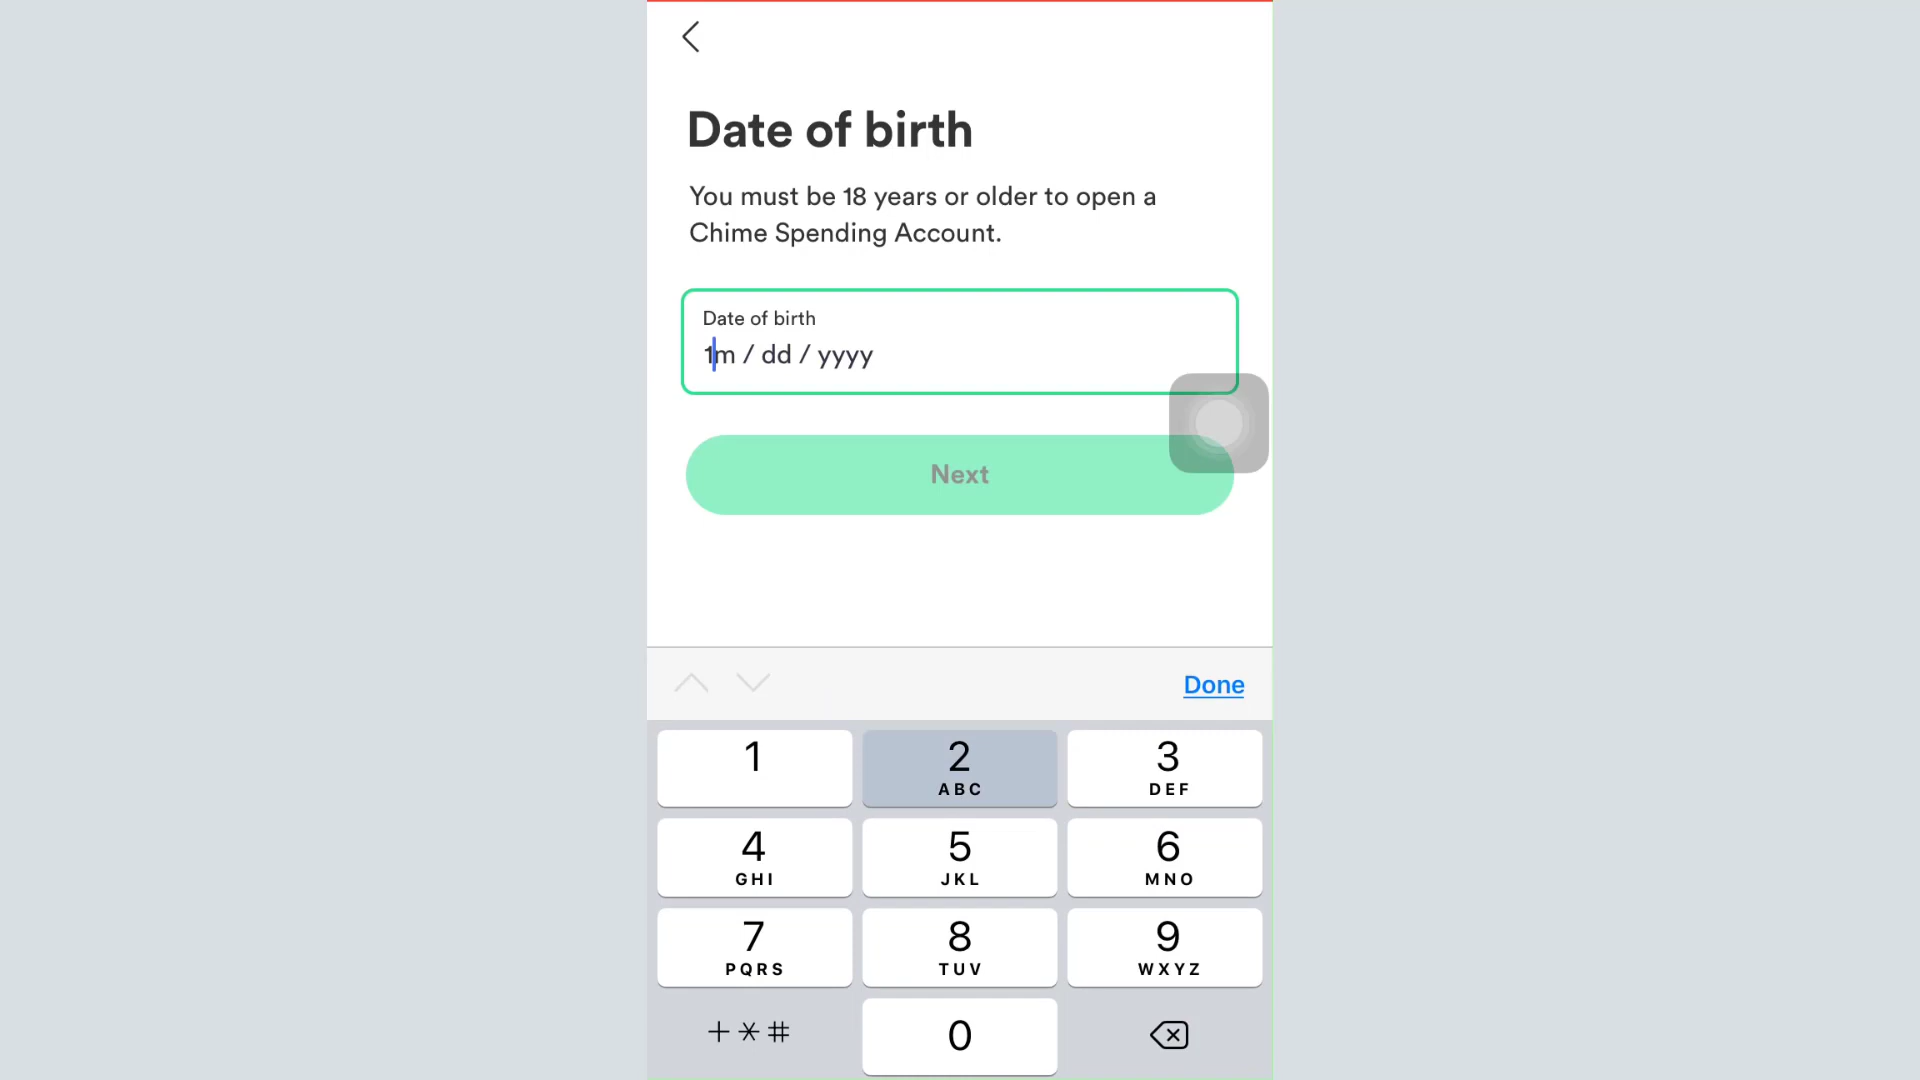 Date of birth
You must be 18 years or older to open a
Chime Spending Account.
Date of birth
1m / dd / yyyy
Next
Done
1
2
ABC
3
DEF
4
GHI
5
JKL
6
MNO
7
PQRS
8
TUV
9
WXYZ
+*#
0